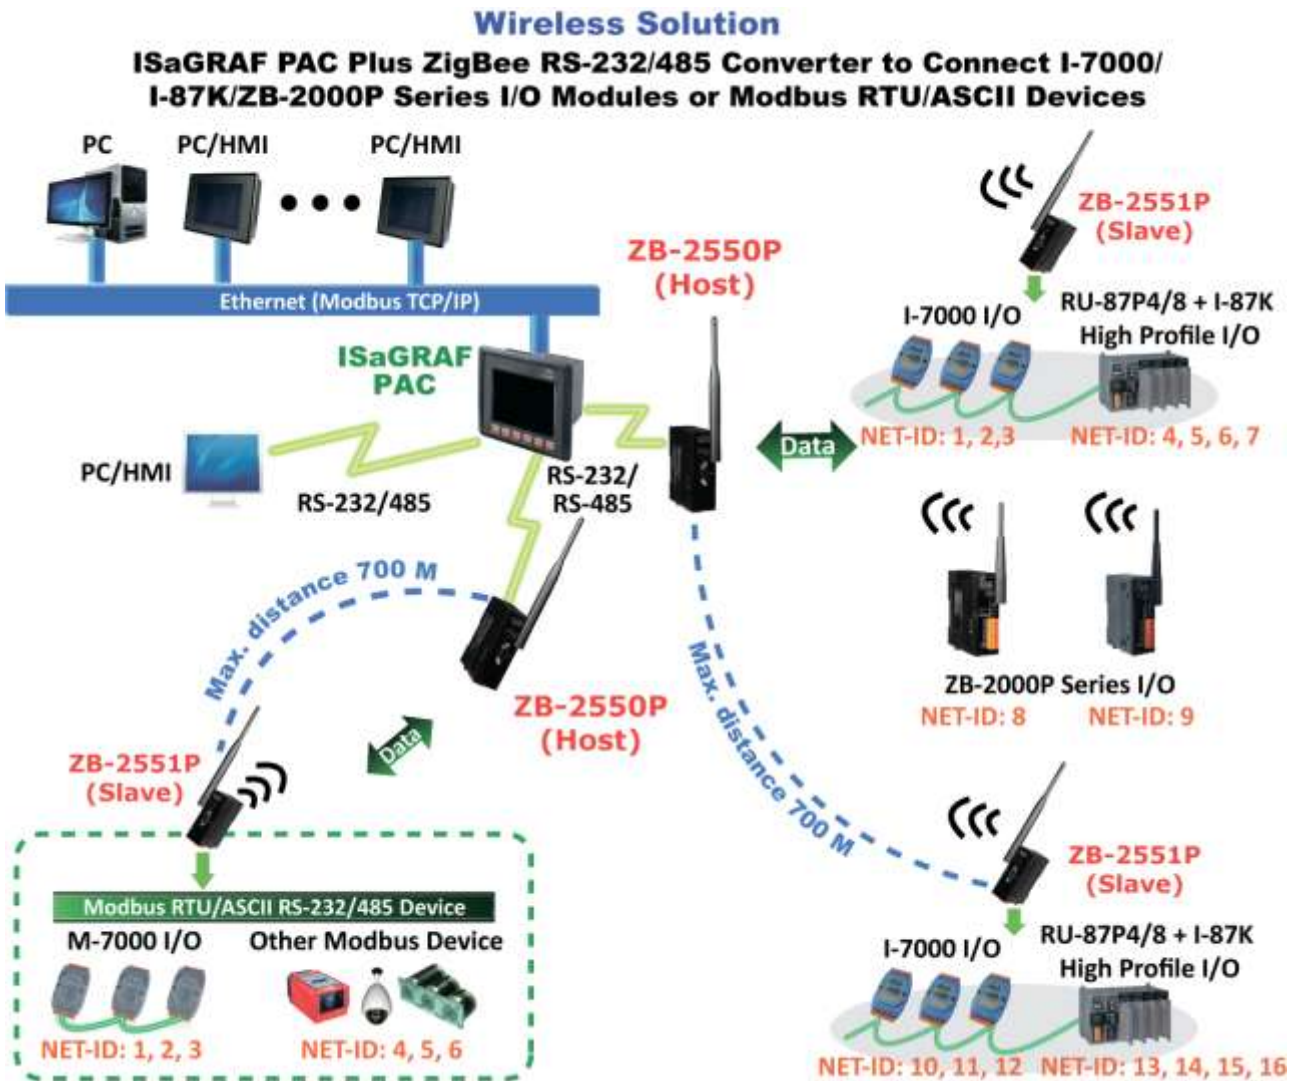 Wireless Solution
ISaGRAF PAC Plus ZigBee RS-232/485 Converter to Connect I-7000/
I-87K/ZB-2000P Series I/O Modules or Modbus RTU/ASCII Devices
PC
PC/HMI
PC/HMI
Ethernet (Modbus TCP/IP)
ISaGRAF
PAC
PC/HMI
RS-232/485
RS-232/
RS-485
ZB-2550P
(Host)
Data
ZB-2551P
(Slave)
I-7000 I/O
RU-87P4/8 + I-87K
High Profile I/O
NET-ID: 1, 2,3
NET-ID: 4, 5, 6, 7
ZB-2000P Series I/O
NET-ID: 8
NET-ID: 9
Max. distance 700 M
Max. distance 700 M
ZB-2550P
(Host)
Data
ZB-2551P
(Slave)
Modbus RTU/ASCII RS-232/485 Device
M-7000 I/O
Other Modbus Device
NET-ID: 1, 2, 3
NET-ID: 4, 5, 6
ZB-2551P
(Slave)
I-7000 I/O
RU-87P4/8 + I-87K
High Profile I/O
NET-ID: 10, 11, 12
NET-ID: 13, 14, 15, 16